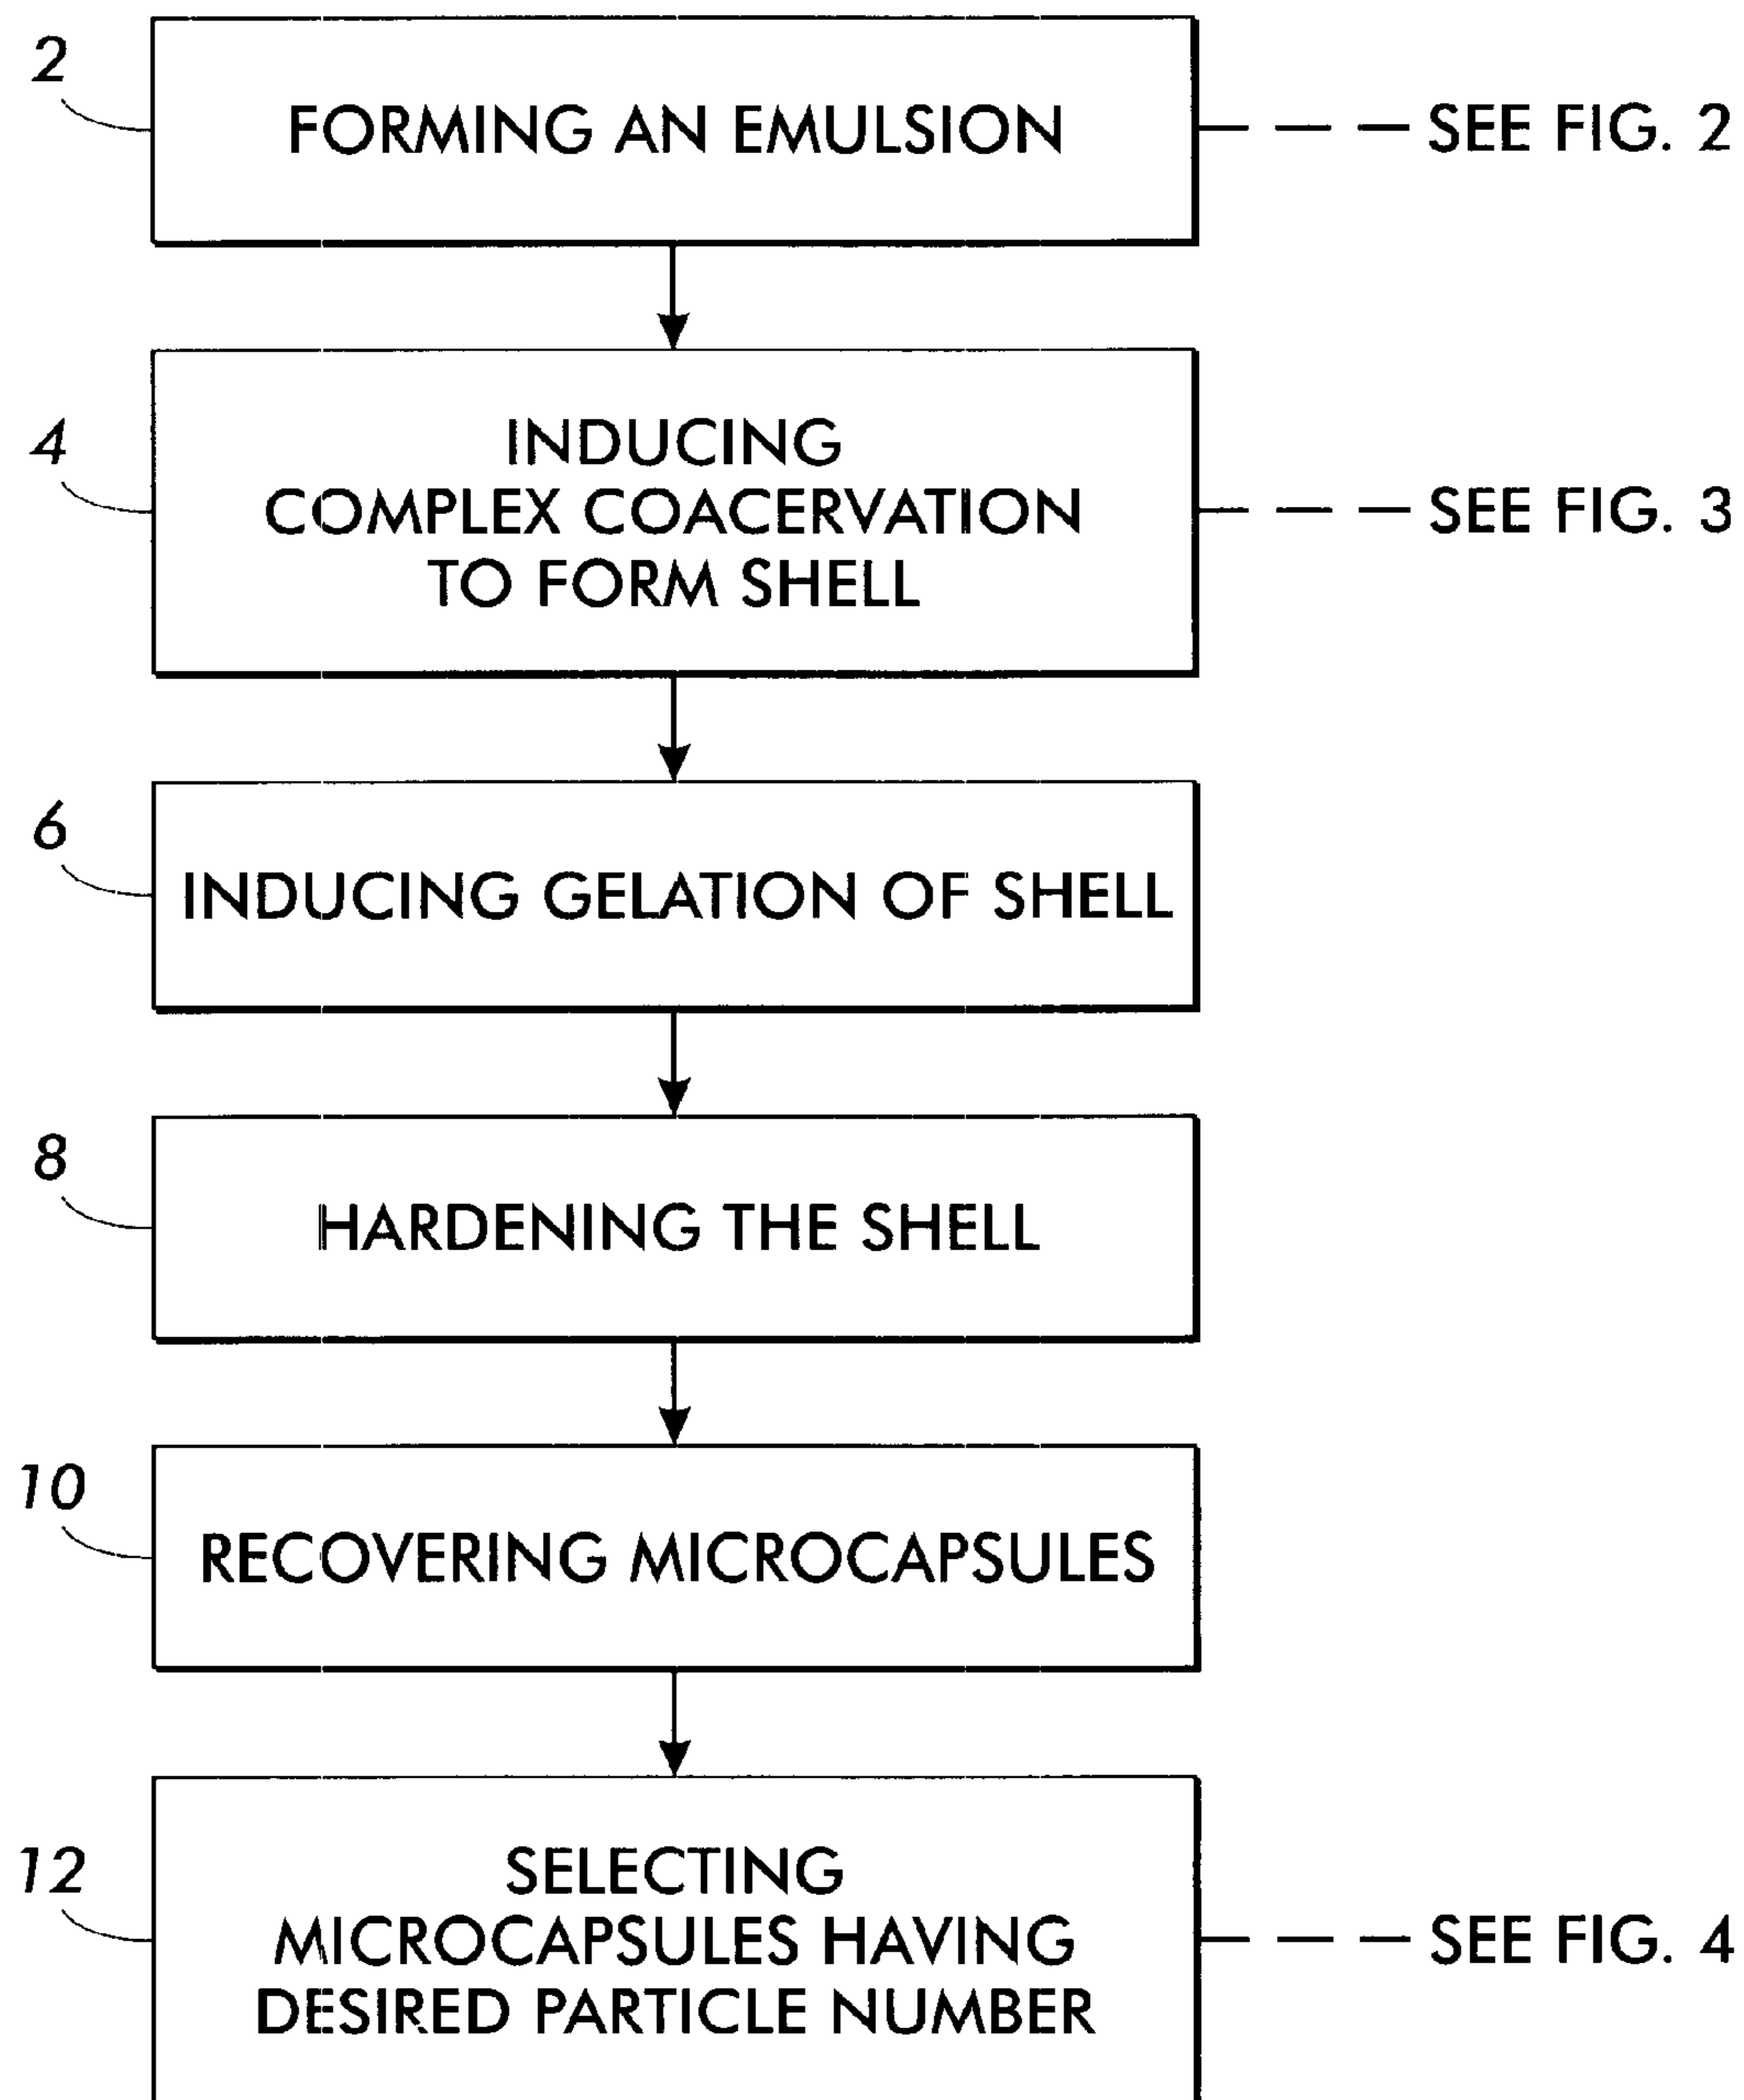 2
FORMING AN EMULSION
SEE FIG. 2
4
INDUCING
COMPLEX COACERVATION
TO FORM SHELL
SEE FIG. 3
6
INDUCING GELATION OF SHELL
8
HARDENING THE SHELL
10
RECOVERING MICROCAPSULES
12
SELECTING
MICROCAPSULES HAVING
DESIRED PARTICLE NUMBER
SEE FIG. 4